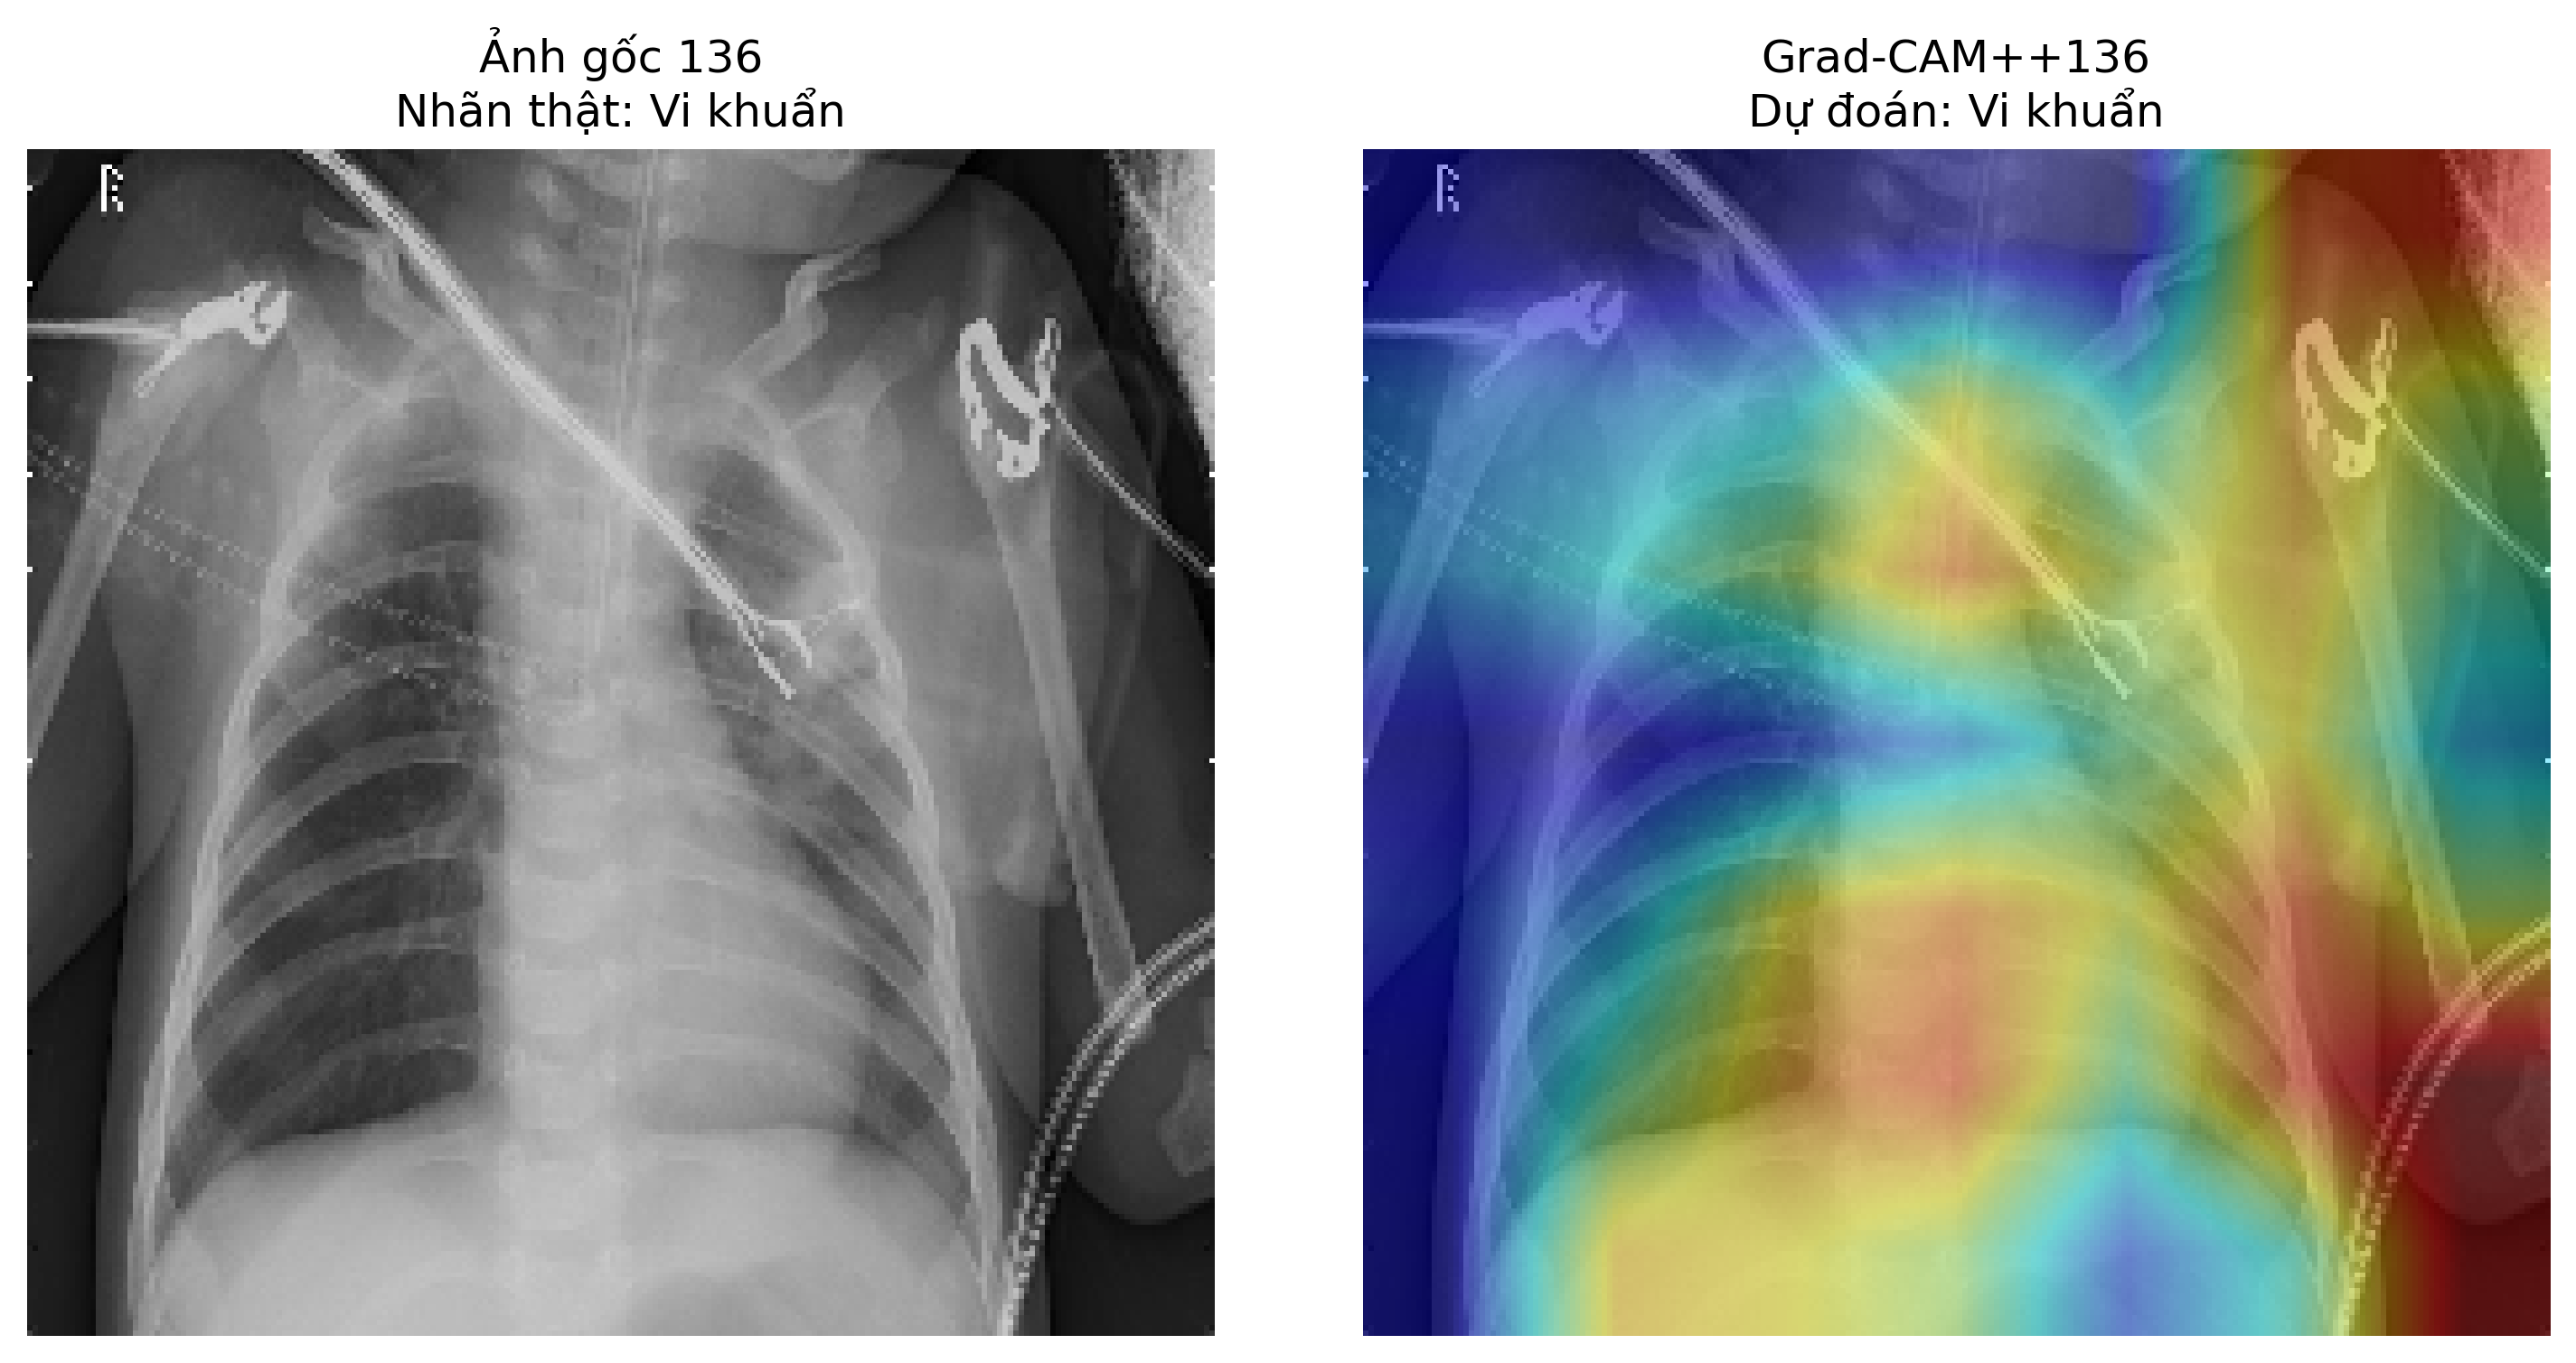 Ảnh gốc 136
Nhãn thật: Vi khuẩn
Grad-CAM++136
Dự đoán: Vi khuẩn
R
R